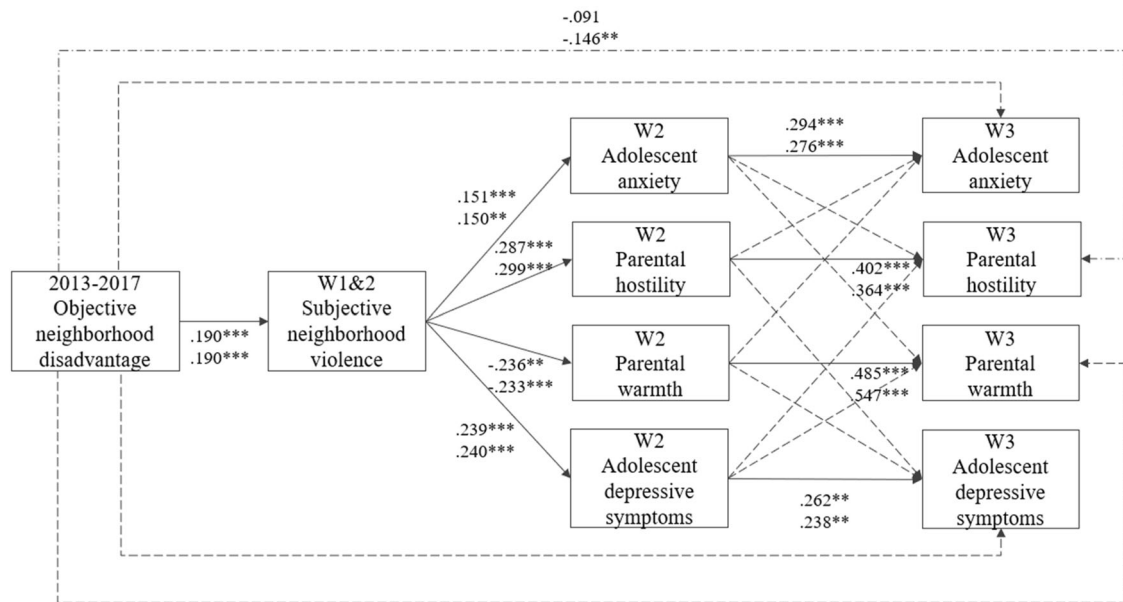 -.091
-.146**
W2
Adolescent
anxiety
.294***
.276***
W3
Adolescent
anxiety
.151***
.150**
.287***
.299***
W2
Parental
hostility
.402***
.364***
W3
Parental
hostility
2013-2017
Objective
neighborhood
disadvantage
.190***
.190***
W1&2
Subjective
neighborhood
violence
-.236**
-.233***
W2
Parental
warmth
.485***
.547***
W3
Parental
warmth
.239***
.240***
W2
Adolescent
depressive
symptoms
.262**
.238**
W3
Adolescent
depressive
symptoms